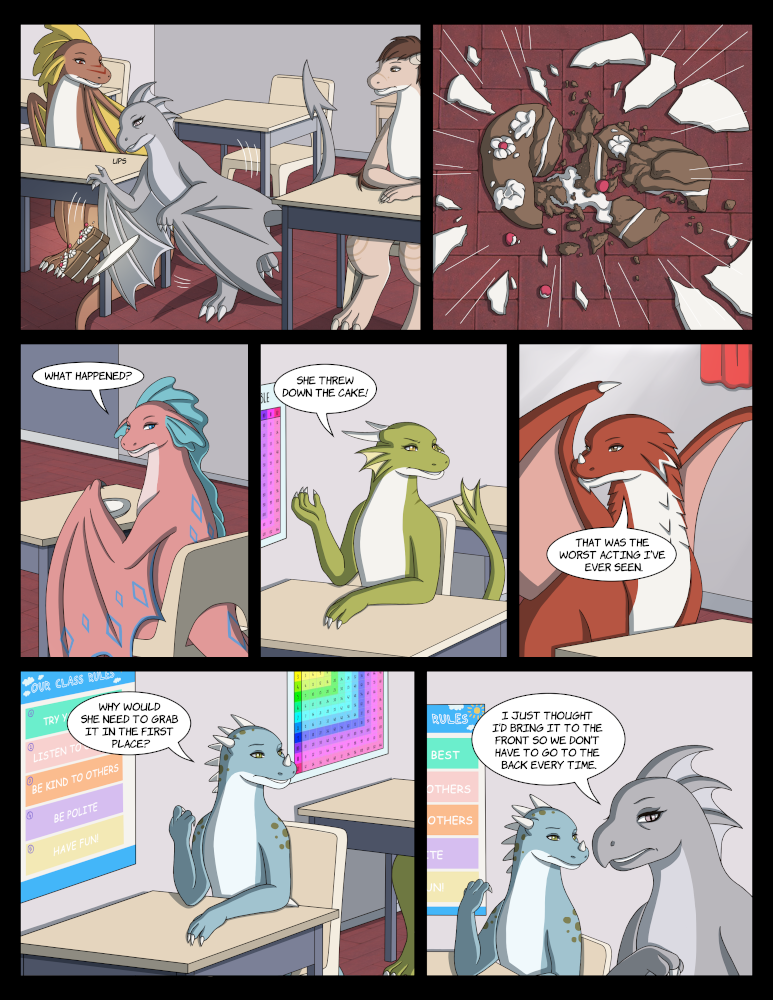 UPS
WHAT HAPPENED?
SHE THREW
DOWN THE CAKE!
BLE
THAT WAS THE
WORST ACTING I'VE
EVER SEEN.
OUR CLASS RULES
TRY
LISTEN TO
BE KIND TO OTHERS
BE POLITE
HAVE FUN!
WHY WOULD
SHE NEED TO GRAB
IT IN THE FIRST
PLACE?
RULES
BEST
OTHERS
OTHERS
ITE
UN!
I JUST THOUGHT
I'D BRING IT TO THE
FRONT SO WE DON'T
HAVE TO GO TO THE
BACK EVERY TIME.